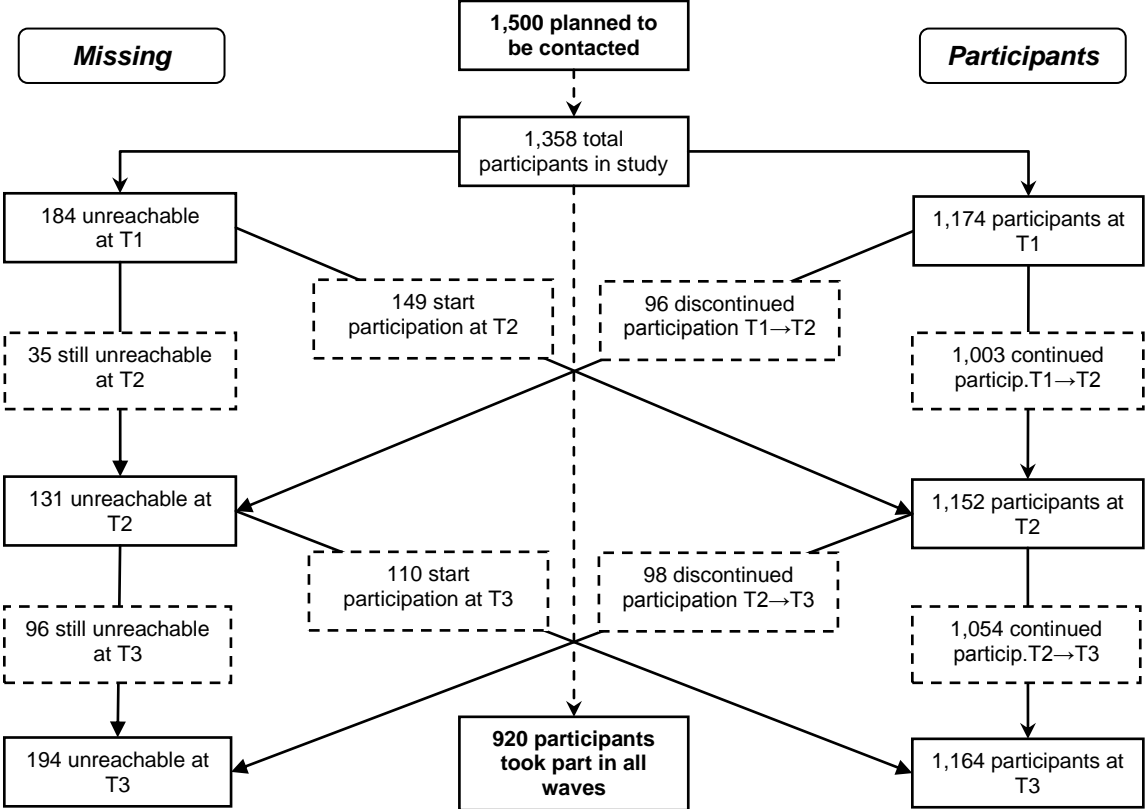 1,500 planned to
be contacted
Missing
Participants
1,358 total
participants in study
184 unreachable
at T1
1,174 participants at
T1
149 start
participation at T2
96 discontinued
participation T1→T2
35 still unreachable
at T2
1,003 continued
particip.T1→T2
131 unreachable at
T2
1,152 participants at
T2
110 start
participation at T3
98 discontinued
participation T2→T3
96 still unreachable
at T3
1,054 continued
particip.T2→T3
194 unreachable at
T3
920 participants
took part in all
waves
1,164 participants at
T3